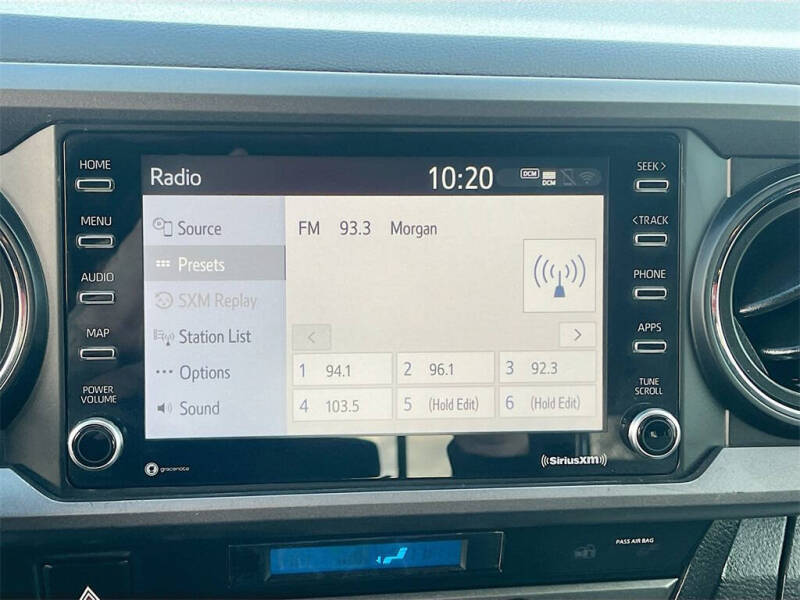 HOME
MENU
AUDIO
MAP
POWER
VOLUME
Radio 10:20 DCM DCM
Source
Presets
SXM Replay
Station List
Options
Sound
FM 93.3 Morgan
<
>
1 94.1 2 96.1 3 92.3
4 103.5 5 (Hold Edit) 6 (Hold Edit)
SEEK >
< TRACK
PHONE
APPS
TUNE
SCROLL
gracenote
((SiriusXM))
PASS AIR BAG